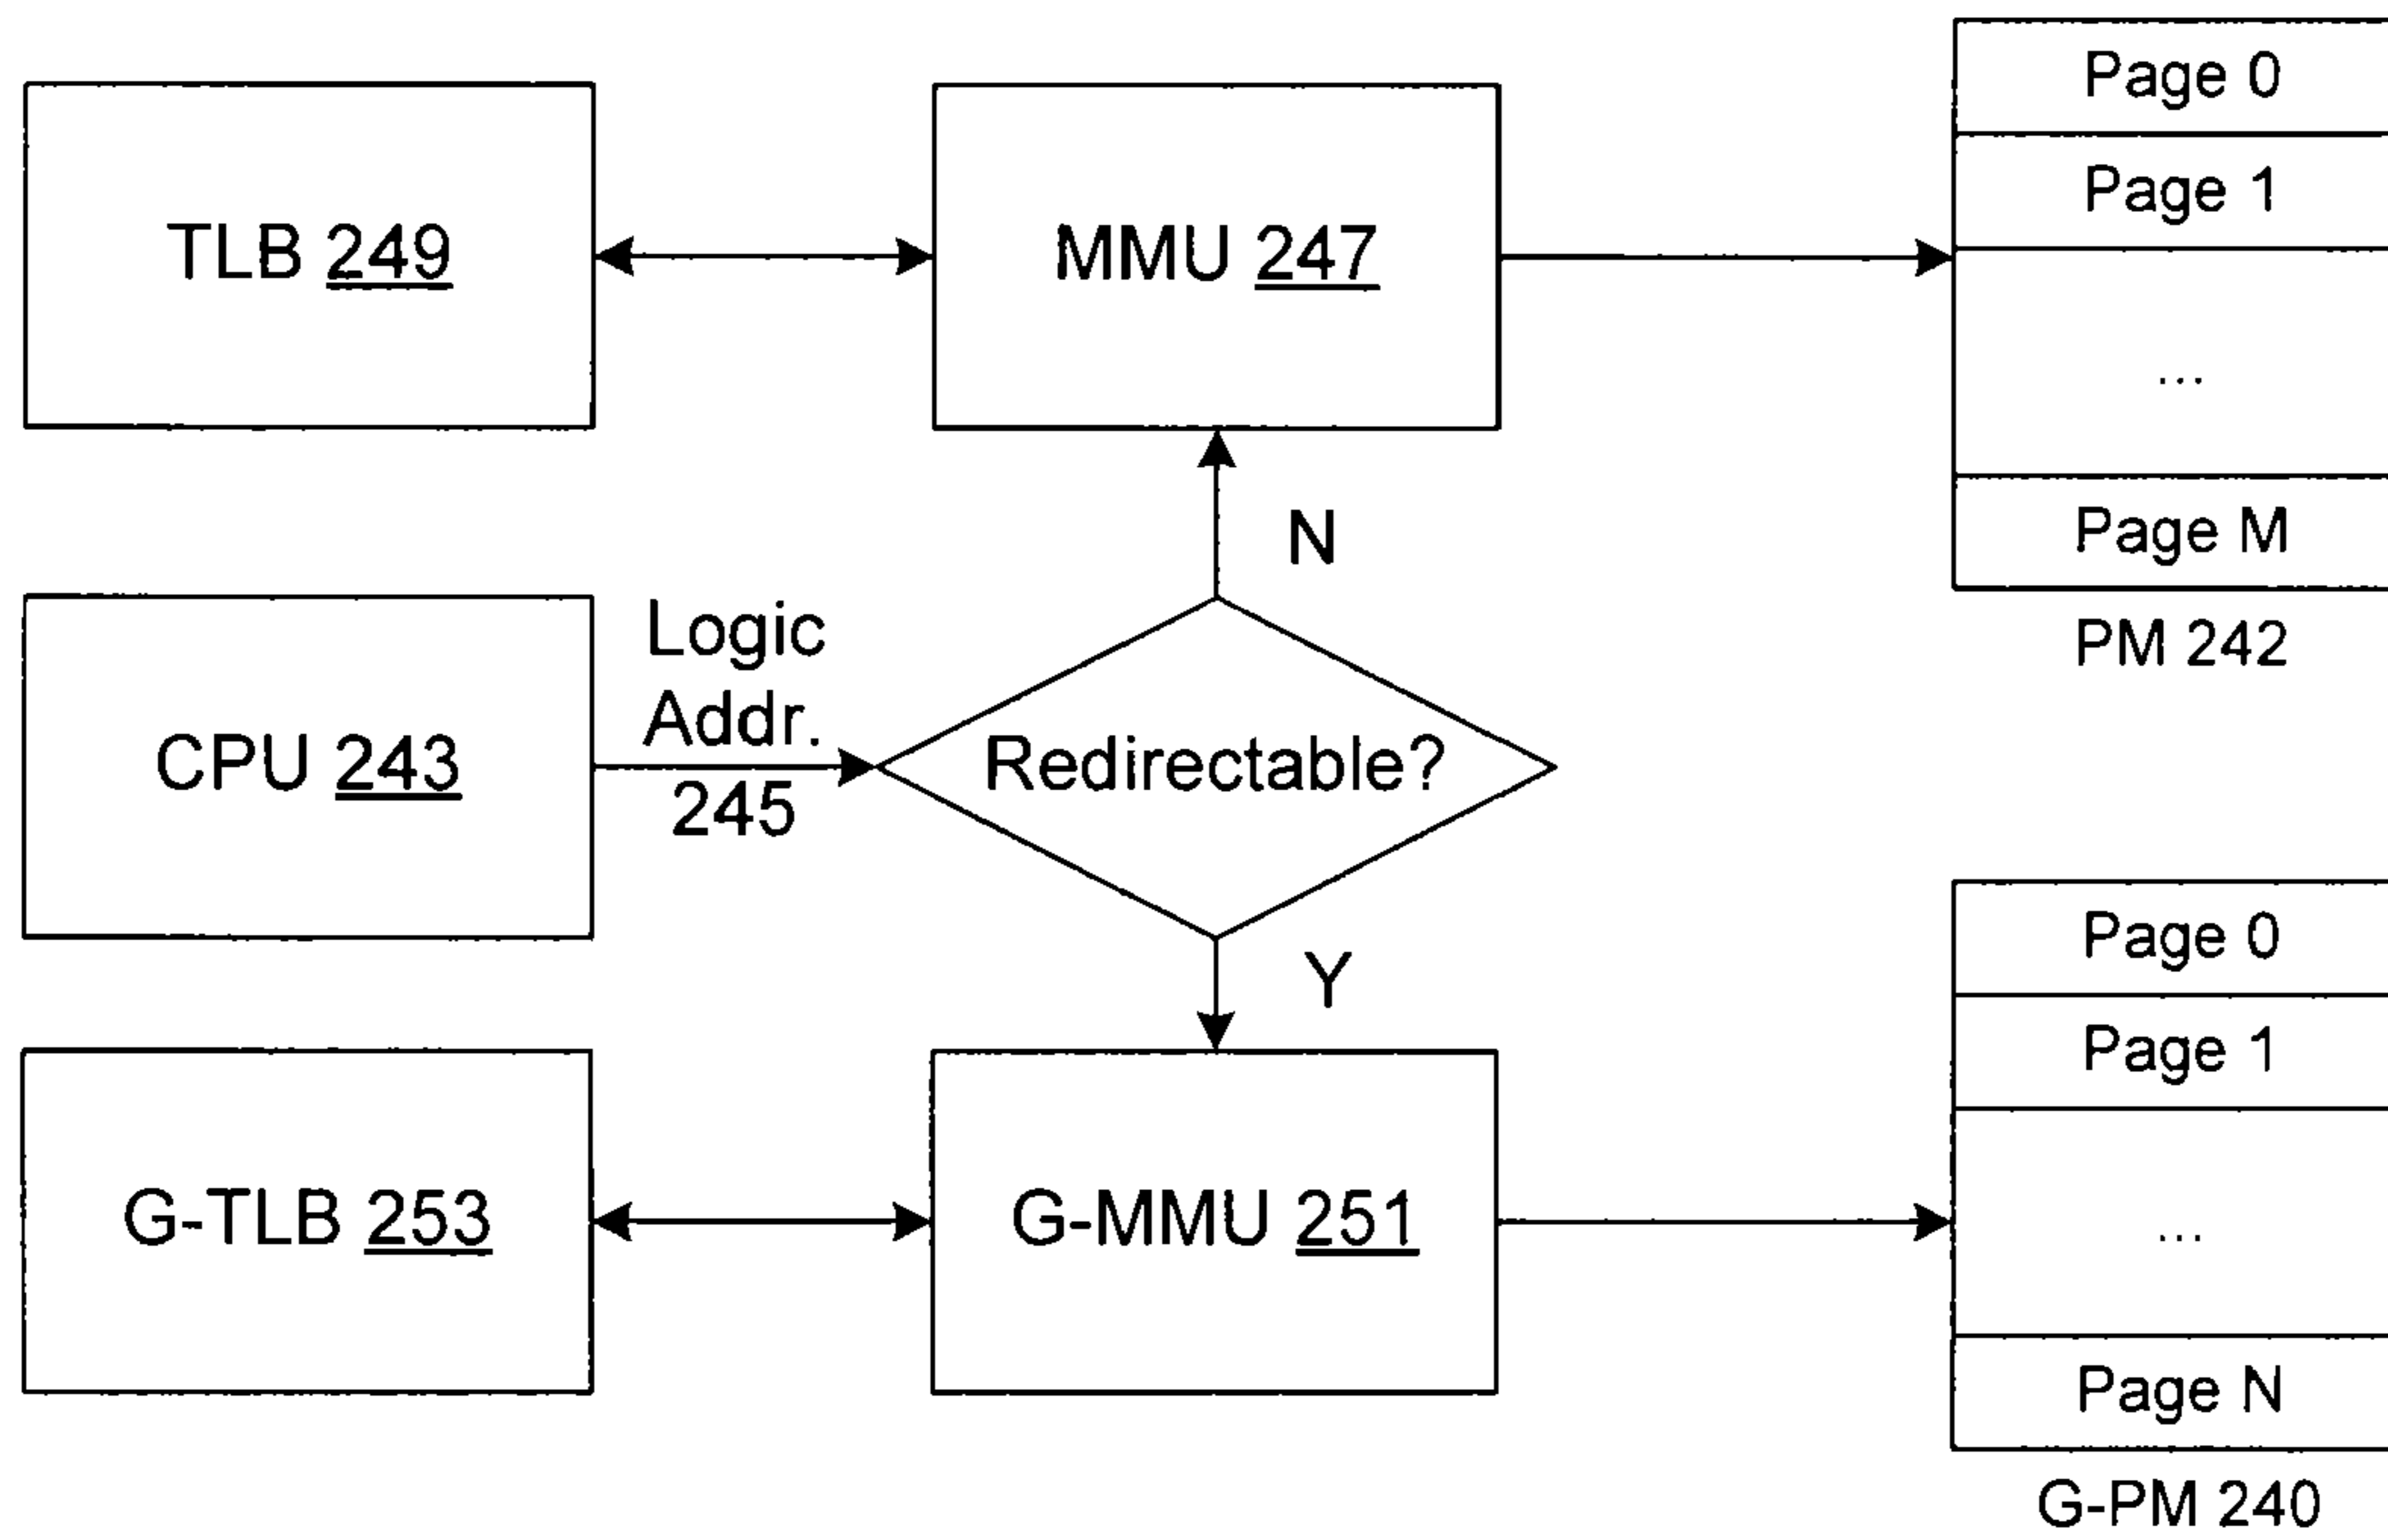 Page 0
Page 1
TLB 249
MMU 247
...
Page M
N
PM 242
Logic
Addr.
245
CPU 243
Redirectable?
Page 0
Y
Page 1
G-TLB 253
G-MMU 251
...
Page N
G-PM 240